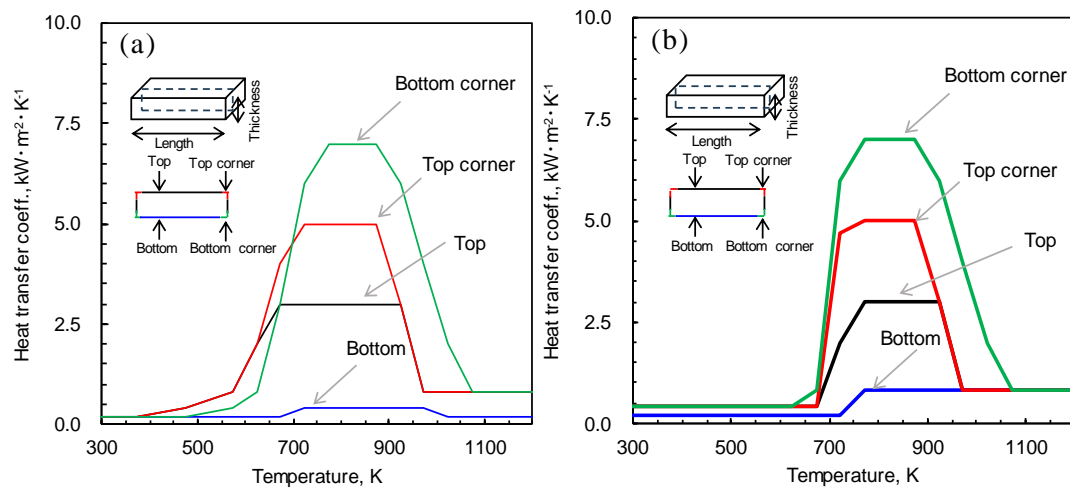 (a)
Heat transfer coeff., kW・m-2・K-1
10.0
7.5
5.0
2.5
0.0
300
500
700
900
1100
Temperature, K
Thickness
Length
Top
Top corner
Bottom
Bottom corner
Bottom corner
Top corner
Top
Bottom
(b)
Heat transfer coeff., kW・m-2・K-1
10.0
7.5
5.0
2.5
0.0
300
500
700
900
1100
Temperature, K
Thickness
Length
Top
Top corner
Bottom
Bottom corner
Bottom corner
Top corner
Top
Bottom